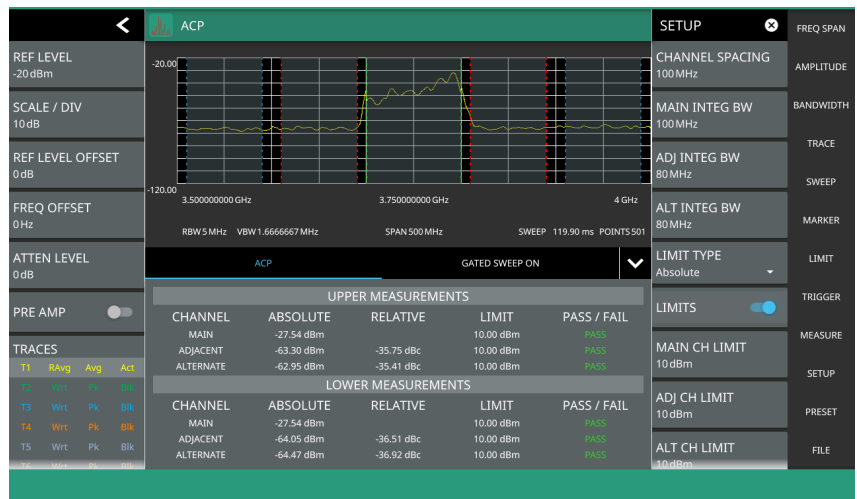 REF LEVEL
-20 dBm
SCALE / DIV
10 dB
REF LEVEL OFFSET
0 dB
FREQ OFFSET
0 Hz
ATTEN LEVEL
0 dB
PRE AMP
TRACES
T1 RAvg Avg Act
T2 Wrt Pk Blk
T3 Wrt Pk Blk
T4 Wrt Pk Blk
T5 Wrt Pk Blk
T6 Wrt Pk Blk
ACP
-20.00
-120.00
3.500000000 GHz 3.750000000 GHz 4 GHz
RBW 5 MHz VBW 1.6666667 MHz SPAN 500 MHz SWEEP 119.90 ms POINTS 501
ACP GATED SWEEP ON
UPPER MEASUREMENTS
CHANNEL ABSOLUTE RELATIVE LIMIT PASS / FAIL
MAIN -27.54 dBm 10.00 dBm PASS
ADJACENT -63.30 dBm -35.75 dBc 10.00 dBm PASS
ALTERNATE -62.95 dBm -35.41 dBc 10.00 dBm PASS
LOWER MEASUREMENTS
CHANNEL ABSOLUTE RELATIVE LIMIT PASS / FAIL
MAIN -27.54 dBm 10.00 dBm PASS
ADJACENT -64.05 dBm -36.51 dBc 10.00 dBm PASS
ALTERNATE -64.47 dBm -36.92 dBc 10.00 dBm PASS
SETUP
CHANNEL SPACING
100 MHz
MAIN INTEG BW
100 MHz
ADJ INTEG BW
80 MHz
ALT INTEG BW
80 MHz
LIMIT TYPE
Absolute
LIMITS
MAIN CH LIMIT
10 dBm
ADJ CH LIMIT
10 dBm
ALT CH LIMIT
10 dBm
FREQ SPAN
AMPLITUDE
BANDWIDTH
TRACE
SWEEP
MARKER
LIMIT
TRIGGER
MEASURE
SETUP
PRESET
FILE